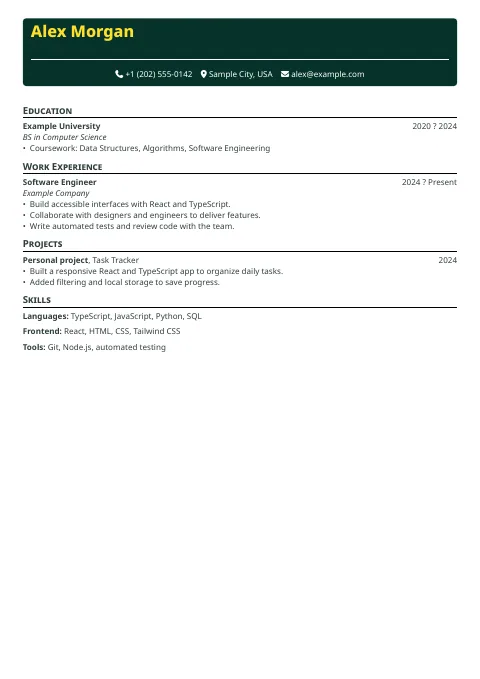 Alex Morgan
+1 (202) 555-0142 Sample City, USA alex@example.com
Education
Example University 2020 ? 2024
BS in Computer Science
• Coursework: Data Structures, Algorithms, Software Engineering
Work Experience
Software Engineer 2024 ? Present
Example Company
• Build accessible interfaces with React and TypeScript.
• Collaborate with designers and engineers to deliver features.
• Write automated tests and review code with the team.
Projects
Personal project, Task Tracker 2024
• Built a responsive React and TypeScript app to organize daily tasks.
• Added filtering and local storage to save progress.
Skills
Languages: TypeScript, JavaScript, Python, SQL
Frontend: React, HTML, CSS, Tailwind CSS
Tools: Git, Node.js, automated testing